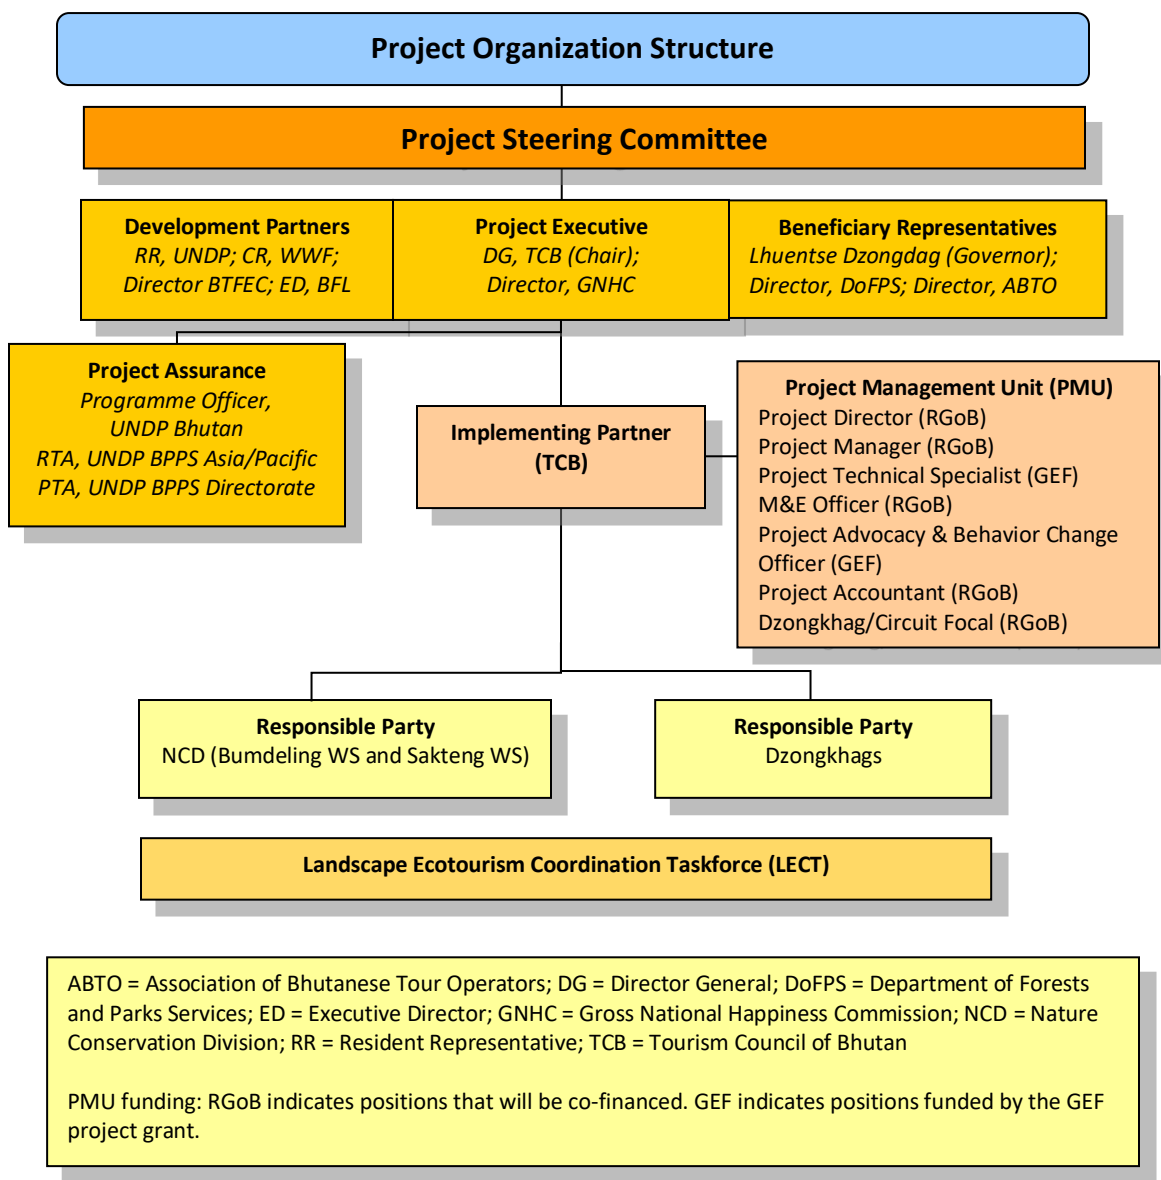 Project Organization Structure
Project Steering Committee
Development Partners
RR, UNDP; CR, WWF;
Director BTFEC; ED, BFL
Project Executive
DG, TCB (Chair);
Director, GNHC
Beneficiary Representatives
Lhuentse Dzongdag (Governor);
Director, DoFPS; Director, ABTO
Project Assurance
Programme Officer,
UNDP Bhutan
RTA, UNDP BPPS Asia/Pacific
PTA, UNDP BPPS Directorate
Implementing Partner
(TCB)
Project Management Unit (PMU)
Project Director (RGoB)
Project Manager (RGoB)
Project Technical Specialist (GEF)
M&E Officer (RGoB)
Project Advocacy & Behavior Change
Officer (GEF)
Project Accountant (RGoB)
Dzongkhag/Circuit Focal (RGoB)
Responsible Party
NCD (Bumdeling WS and Sakteng WS)
Responsible Party
Dzongkhags
Landscape Ecotourism Coordination Taskforce (LECT)
ABTO = Association of Bhutanese Tour Operators; DG = Director General; DoFPS = Department of Forests
and Parks Services; ED = Executive Director; GNHC = Gross National Happiness Commission; NCD = Nature
Conservation Division; RR = Resident Representative; TCB = Tourism Council of Bhutan
PMU funding: RGoB indicates positions that will be co-financed. GEF indicates positions funded by the GEF
project grant.